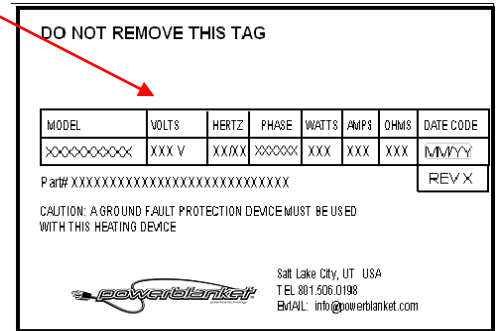 DO NOT REMOVE THIS TAG
MODEL VOLTS HERTZ PHASE WATTS AMPS OHMS DATE CODE
XXXXXXXXXX XXX V XX/XX XXXXXX XXX XXX XXX MM/YY
Part# XXXXXXXXXXXXXXXXXXXXXXXXXXX REV X
CAUTION: A GROUND FAULT PROTECTION DEVICE MUST BE USED
WITH THIS HEATING DEVICE
powerblanket
Salt Lake City, UT USA
TEL 801.506.0198
EMAIL: info@powerblanket.com